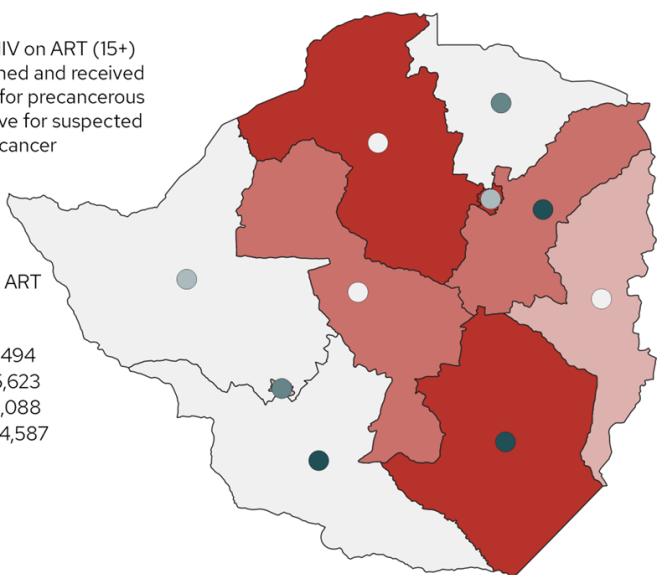 IV on ART (15+)
ned and received
for precancerous
ve for suspected
cancer
ART
494
5,623
,088
4,587